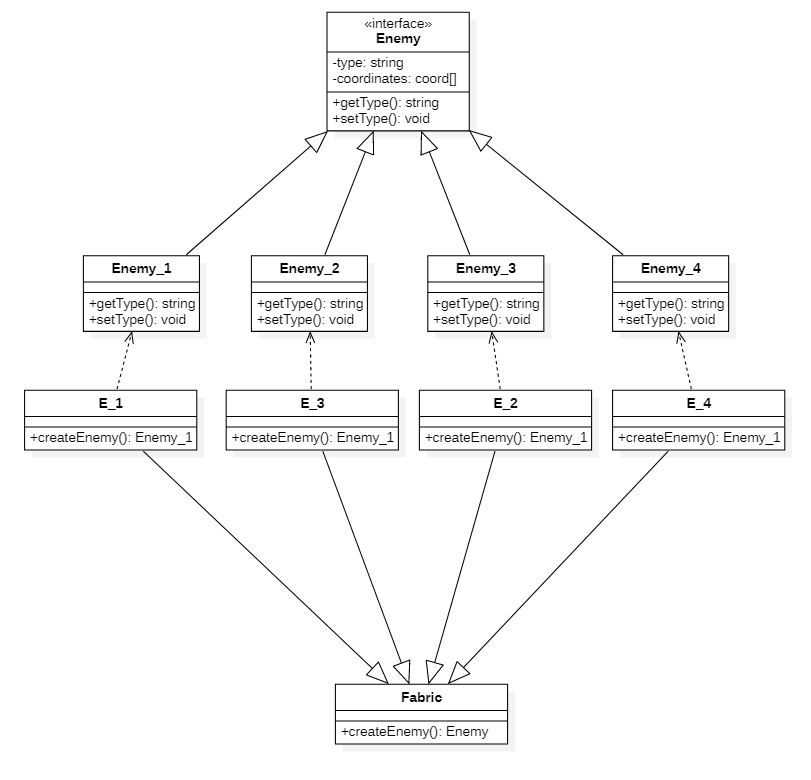 «interface»
Enemy
-type: string
-coordinates: coord[]
+getType(): string
+setType(): void
Enemy_1
+getType(): string
+setType(): void
Enemy_2
+getType(): string
+setType(): void
Enemy_3
+getType(): string
+setType(): void
Enemy_4
+getType(): string
+setType(): void
E_1
+createEnemy(): Enemy_1
E_3
+createEnemy(): Enemy_1
E_2
+createEnemy(): Enemy_1
E_4
+createEnemy(): Enemy_1
Fabric
+createEnemy(): Enemy